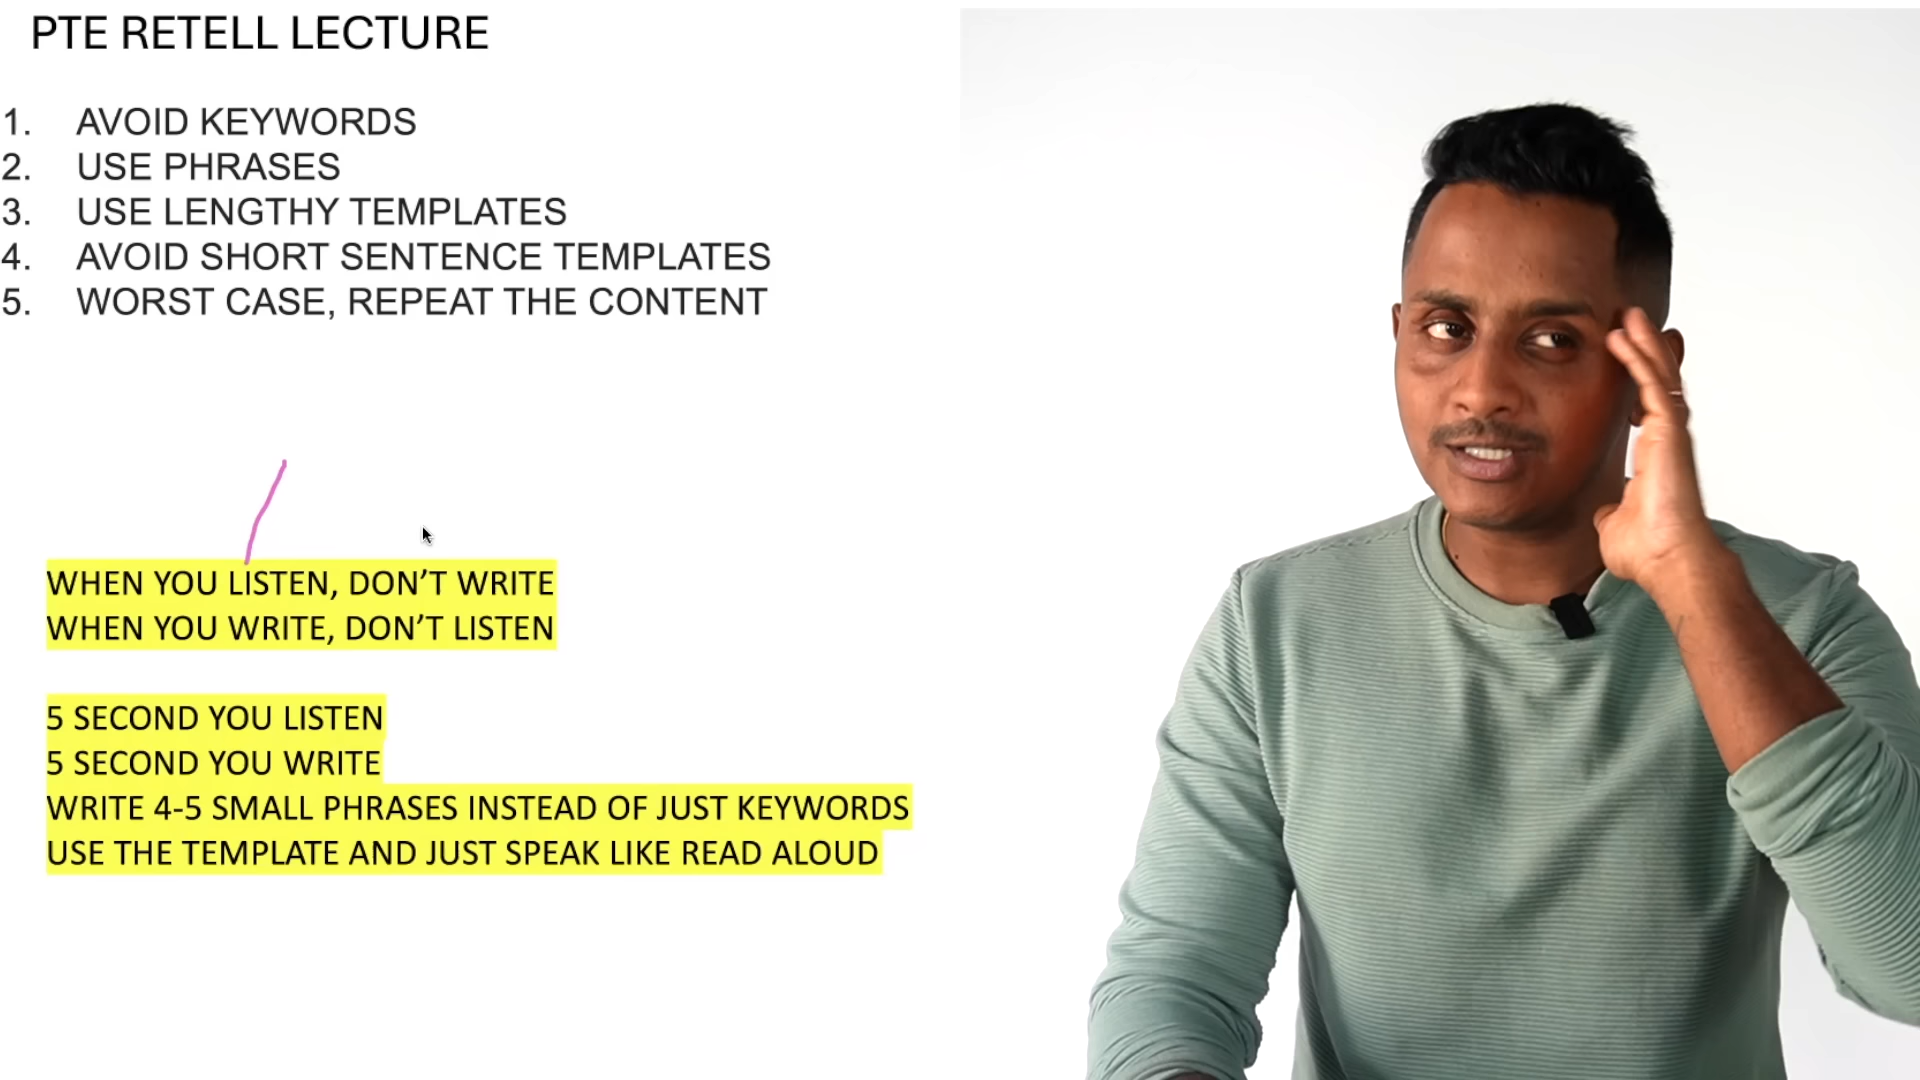 PTE RETELL LECTURE
1. AVOID KEYWORDS
2. USE PHRASES
3. USE LENGTHY TEMPLATES
4. AVOID SHORT SENTENCE TEMPLATES
5. WORST CASE, REPEAT THE CONTENT
WHEN YOU LISTEN, DON’T WRITE
WHEN YOU WRITE, DON’T LISTEN
5 SECOND YOU LISTEN
5 SECOND YOU WRITE
WRITE 4-5 SMALL PHRASES INSTEAD OF JUST KEYWORDS
USE THE TEMPLATE AND JUST SPEAK LIKE READ ALOUD